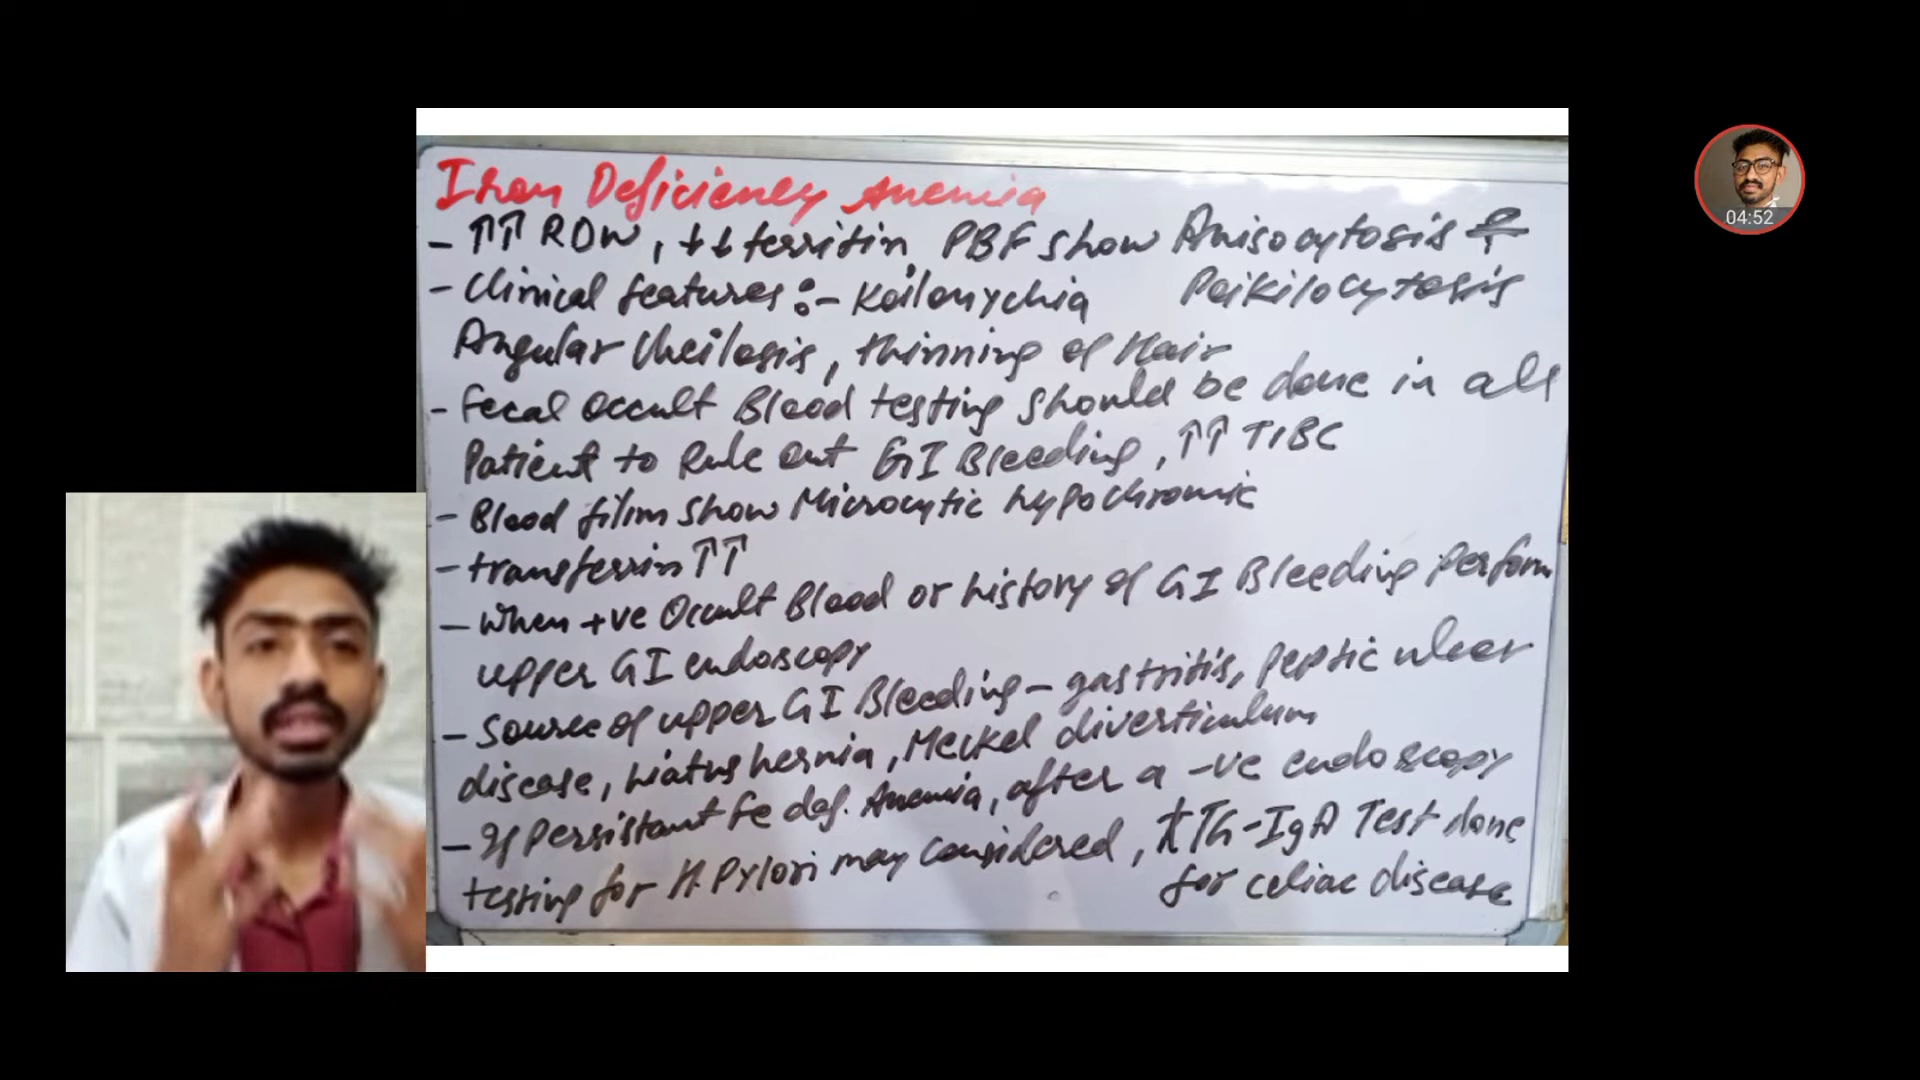 Iron Deficiency Anemia
- ↑↑ RDW, ↓↓ ferritin, PBF show Anisocytosis &
Poikilocytosis
- Clinical features :- Koilonychia
Angular Cheilosis, thinning of Hair
- Fecal occult Blood testing should be done in all
Patient to Rule out GI Bleeding, ↑↑ TIBC
- Blood film show Microcytic hypochromic
- transferrin ↑↑
- When +ve Occult Blood or history of GI Bleeding perform
upper GI endoscopy
- Source of upper GI Bleeding - gastritis, peptic ulcer
disease, hiatus hernia, Meckel diverticulum
- If Persistant fe def. Anemia, after a -ve endoscopy
testing for H. Pylori may considered, tTG-IgA Test done
for celiac disease
04:52